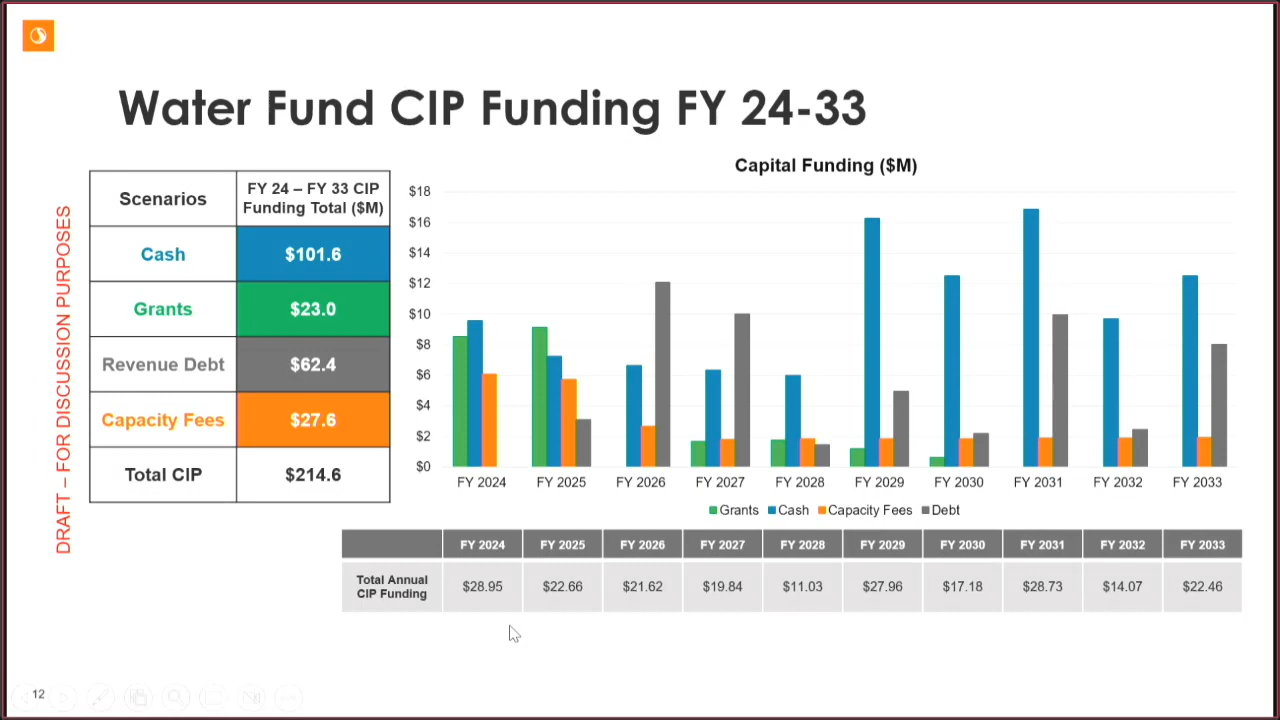 Water Fund CIP Funding FY 24-33
DRAFT – FOR DISCUSSION PURPOSES
Scenarios
FY 24 – FY 33 CIP
Funding Total ($M)
Cash
$101.6
Grants
$23.0
Revenue Debt
$62.4
Capacity Fees
$27.6
Total CIP
$214.6
Capital Funding ($M)
$18
$16
$14
$12
$10
$8
$6
$4
$2
$0
FY 2024 FY 2025 FY 2026 FY 2027 FY 2028 FY 2029 FY 2030 FY 2031 FY 2032 FY 2033
Grants Cash Capacity Fees Debt
FY 2024 FY 2025 FY 2026 FY 2027 FY 2028 FY 2029 FY 2030 FY 2031 FY 2032 FY 2033
Total Annual
CIP Funding
$28.95 $22.66 $21.62 $19.84 $11.03 $27.96 $17.18 $28.73 $14.07 $22.46
12